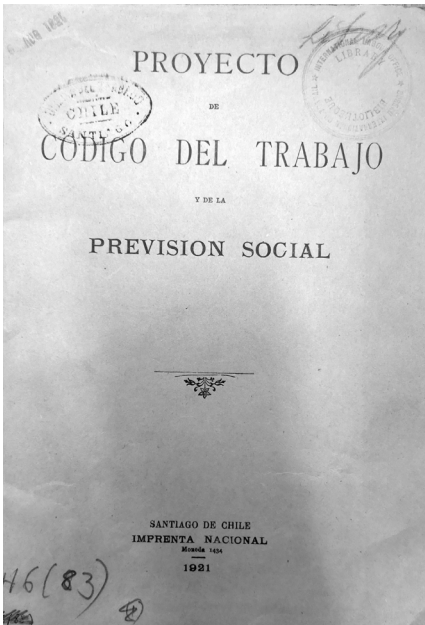 PROYECTO
DE
CODIGO DEL TRABAJO
Y DE LA
PREVISION SOCIAL
CHILE
LIBRARY
SANTIAGO DE CHILE
IMPRENTA NACIONAL
Moneda 1434
1921
46(83)